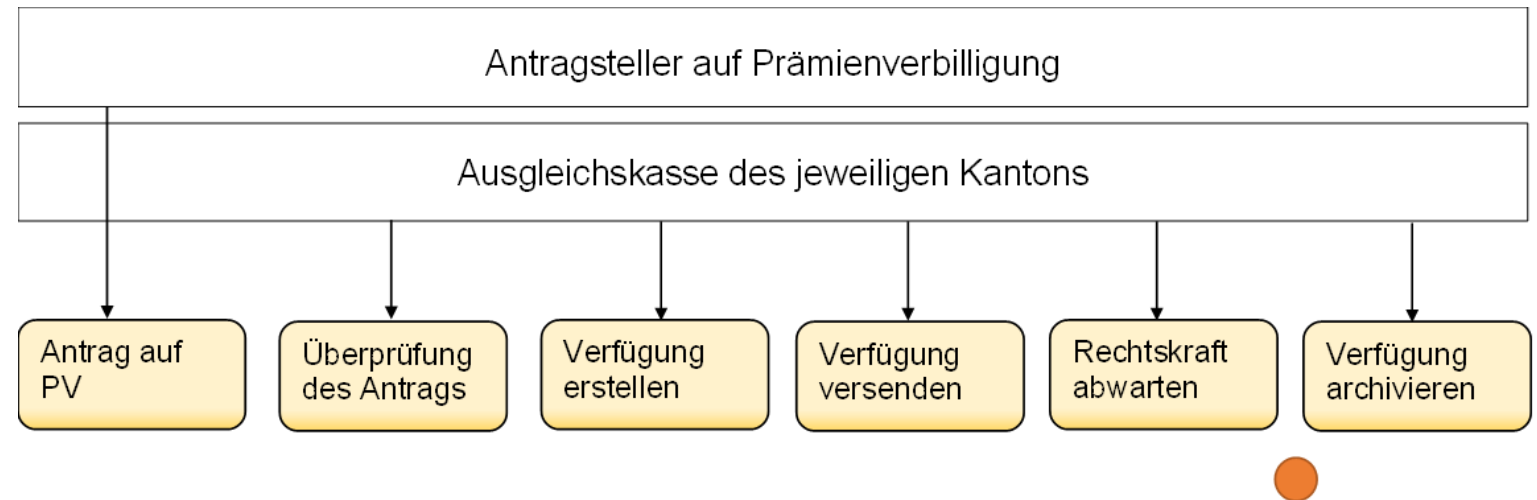 Antragsteller auf Prämienverbilligung
Ausgleichskasse des jeweiligen Kantons
Antrag auf
PV
Überprüfung
des Antrags
Verfügung
erstellen
Verfügung
versenden
Rechtskraft
abwarten
Verfügung
archivieren